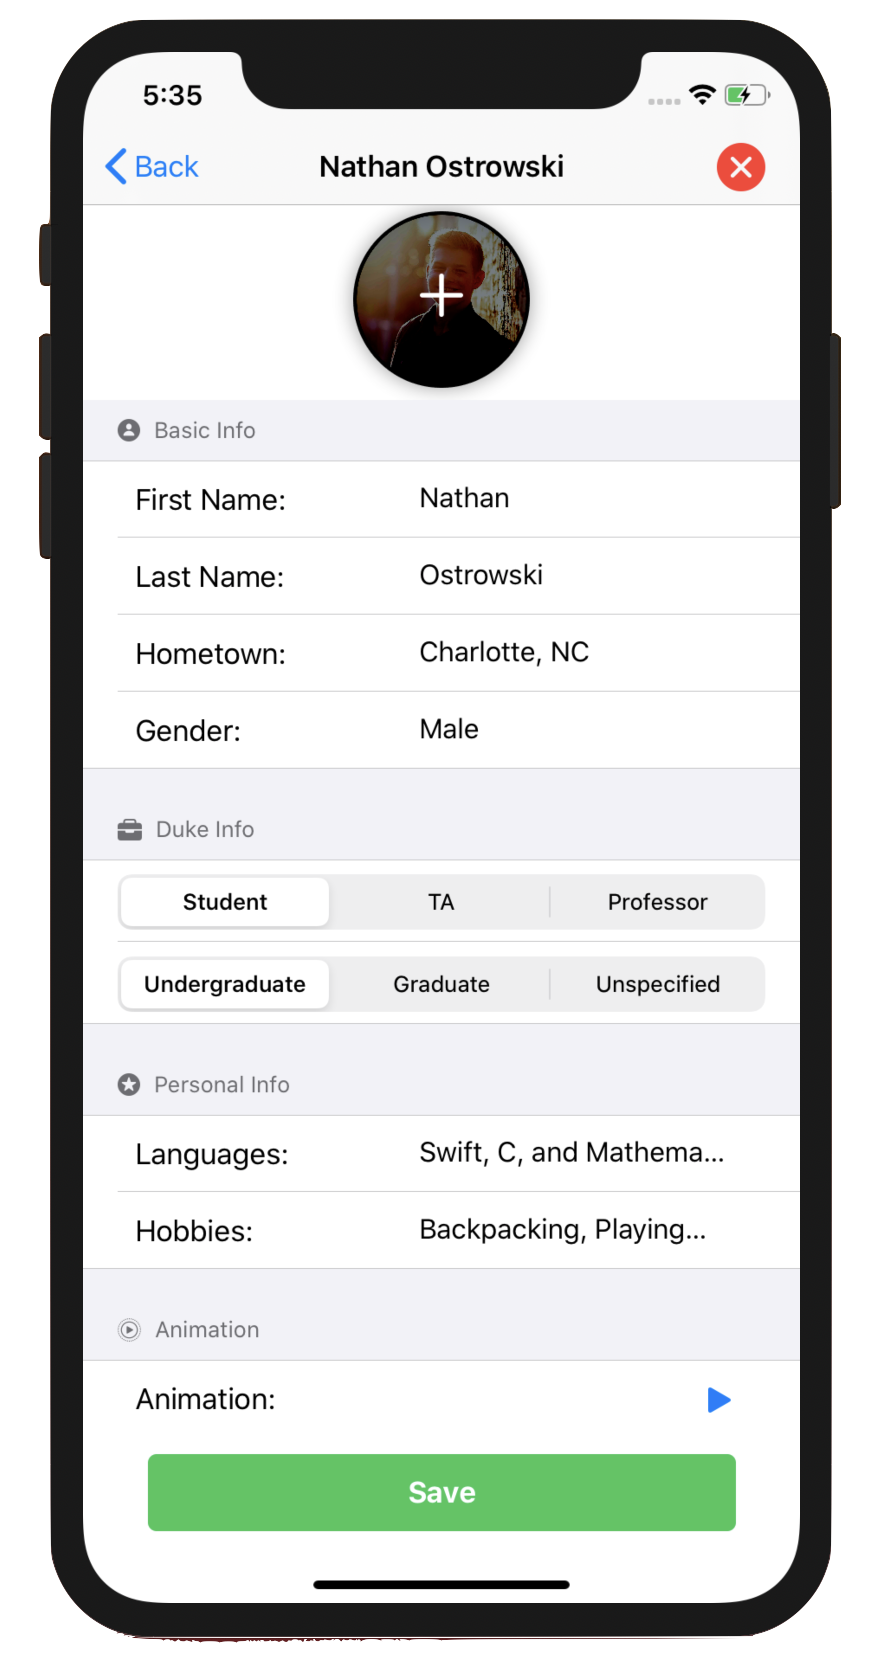 5:35
Back
Nathan Ostrowski
Basic Info
First Name: Nathan
Last Name: Ostrowski
Hometown: Charlotte, NC
Gender: Male
Duke Info
Student TA Professor
Undergraduate Graduate Unspecified
Personal Info
Languages: Swift, C, and Mathema...
Hobbies: Backpacking, Playing...
Animation
Animation:
Save